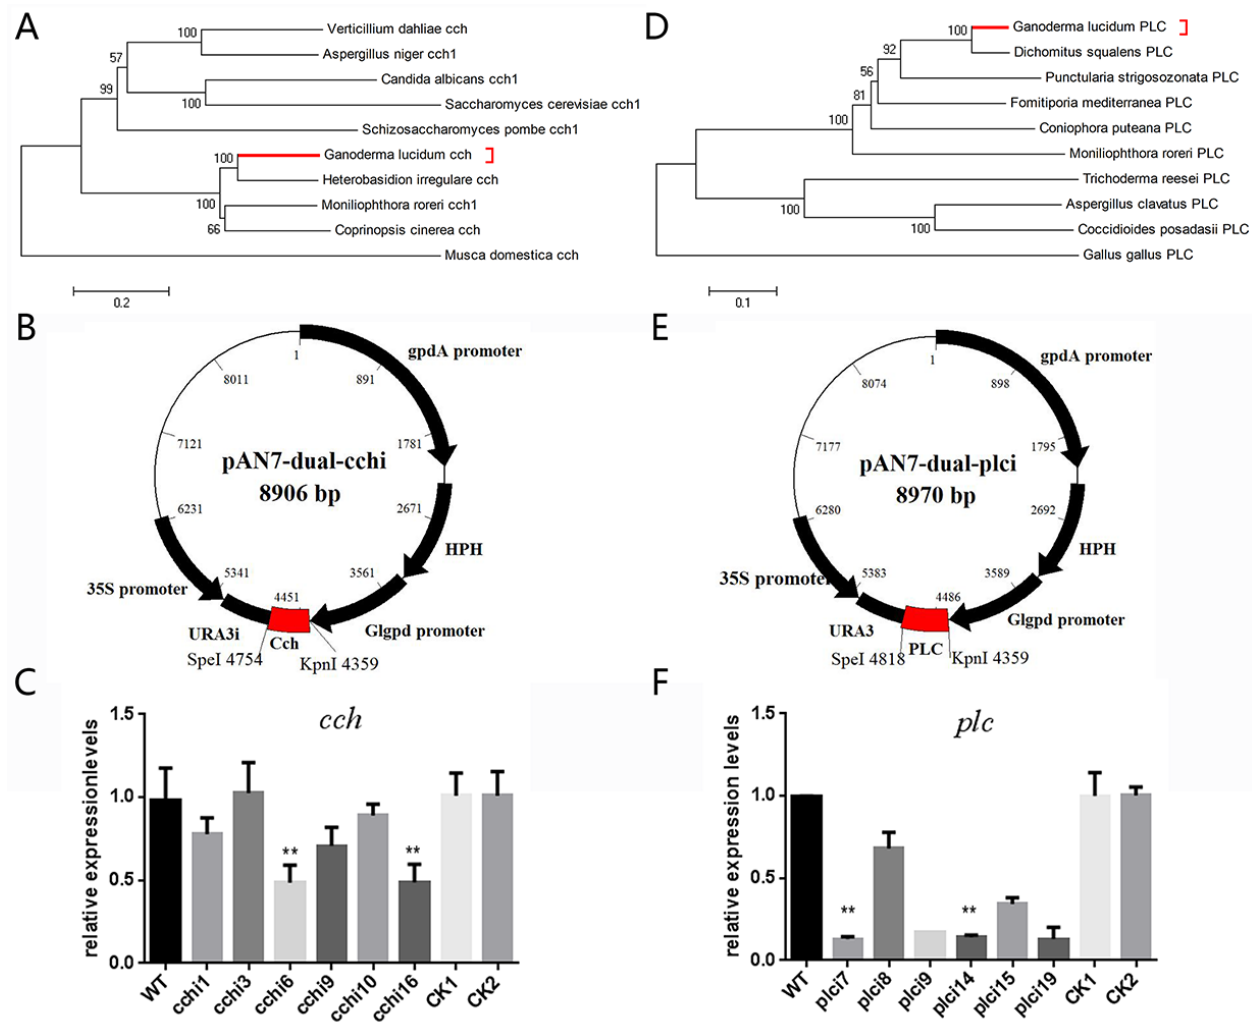 A
Verticillium dahliae cch
100
Aspergillus niger cch1
57
Candida albicans cch1
99
100
Saccharomyces cerevisiae cch1
Schizosaccharomyces pombe cch1
100
Ganoderma lucidum cch
Heterobasidion irregulare cch
100
Moniliophthora roreri cch1
66
Coprinopsis cinerea cch
Musca domestica cch
0.2
D
Ganoderma lucidum PLC
100
Dichomitus squalens PLC
92
56
Punctularia strigosozonata PLC
81
Fomitiporia mediterranea PLC
100
Coniophora puteana PLC
Moniliophthora roreri PLC
Trichoderma reesei PLC
100
Aspergillus clavatus PLC
100
Coccidioides posadasii PLC
Gallus gallus PLC
0.1
B
1
gpdA promoter
891
8011
1781
7121
pAN7-dual-cchi
8906 bp
2671
6231
HPH
3561
5341
35S promoter
4451
Glgpd promoter
URA3i
Cch
SpeI 4754
KpnI 4359
E
1
gpdA promoter
898
8074
1795
7177
pAN7-dual-plci
8970 bp
2692
6280
HPH
3589
5383
35S promoter
4486
Glgpd promoter
URA3
PLC
SpeI 4818
KpnI 4359
C
cch
relative expressionlevels
1.5
1.0
0.5
0.0
**
**
WT
cchi1
cchi3
cchi6
cchi9
cchi10
cchi16
CK1
CK2
F
plc
relative expression levels
1.5
1.0
0.5
0.0
**
**
WT
plci7
plci8
plci9
plci14
plci15
plci19
CK1
CK2